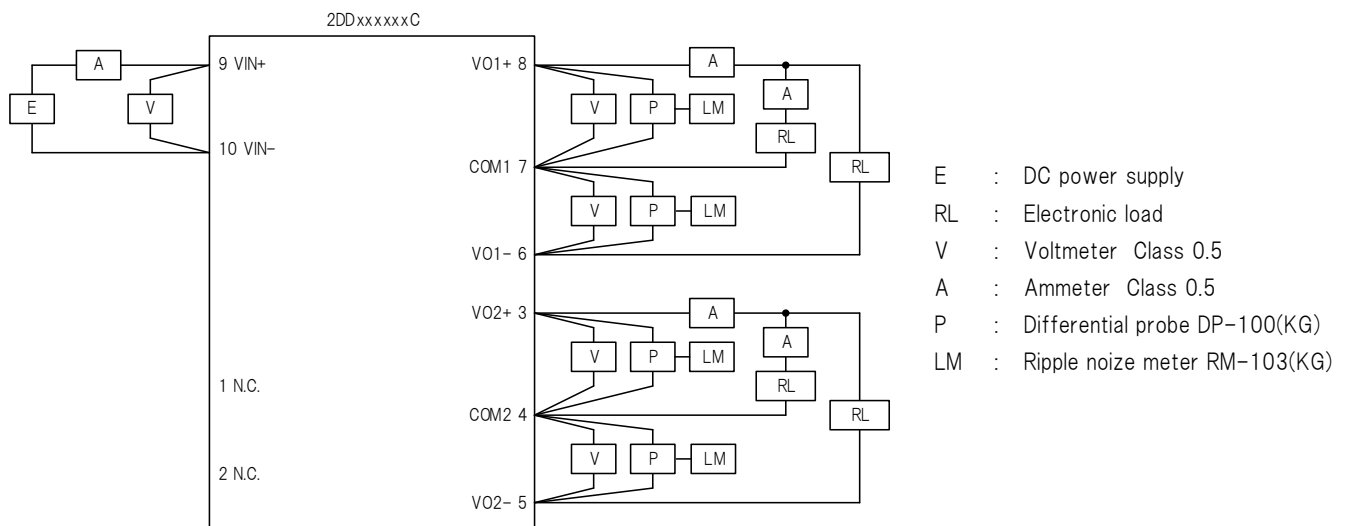 2DDxxxxxxC
A
9 VIN+
E
V
10 VIN-
1 N.C.
2 N.C.
VO1+ 8
A
V
P
LM
A
RL
COM1 7
RL
V
P
LM
VO1- 6
VO2+ 3
A
V
P
LM
A
RL
COM2 4
RL
V
P
LM
VO2- 5
E : DC power supply
RL : Electronic load
V : Voltmeter Class 0.5
A : Ammeter Class 0.5
P : Differential probe DP-100(KG)
LM : Ripple noize meter RM-103(KG)